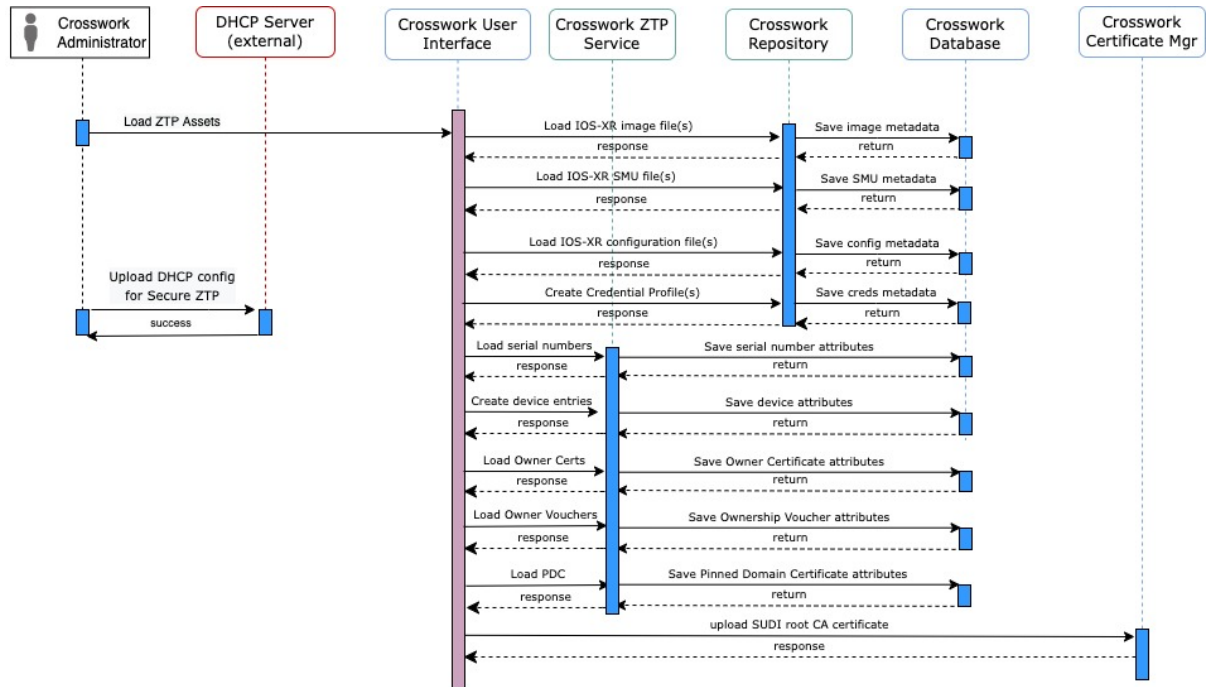 Crosswork
Administrator
DHCP Server
(external)
Crosswork User
Interface
Crosswork ZTP
Service
Crosswork
Repository
Crosswork
Database
Crosswork
Certificate Mgr
Load ZTP Assets
Load IOS-XR image file(s)
Save image metadata
response
return
Load IOS-XR SMU file(s)
Save SMU metadata
response
return
Load IOS-XR configuration file(s)
Save config metadata
response
return
Upload DHCP config
for Secure ZTP
Create Credential Profile(s)
Save creds metadata
success
response
return
Load serial numbers
Save serial number attributes
response
return
Create device entries
Save device attributes
response
return
Load Owner Certs
Save Owner Certificate attributes
response
return
Load Owner Vouchers
Save Ownership Voucher attributes
response
return
Load PDC
Save Pinned Domain Certificate attributes
response
return
upload SUDI root CA certificate
response